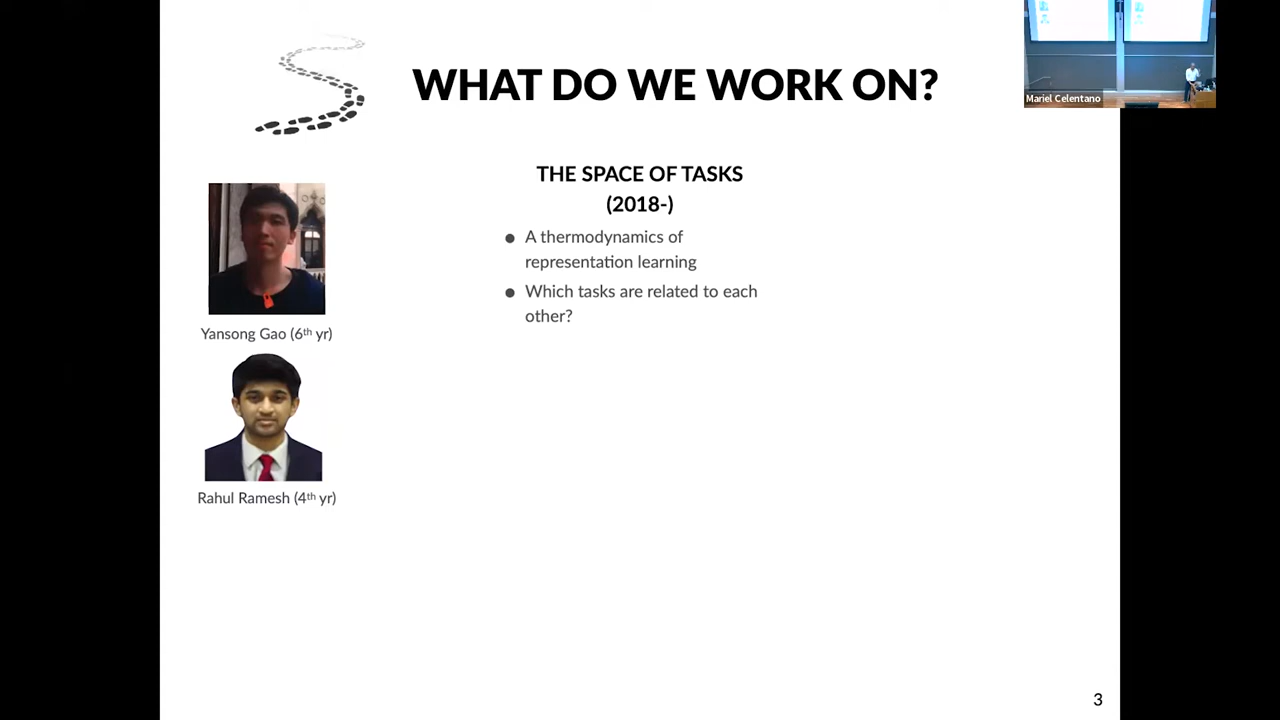 WHAT DO WE WORK ON?
Mariel Celentano
THE SPACE OF TASKS
(2018-)
● A thermodynamics of
representation learning
● Which tasks are related to each
other?
Yansong Gao (6th yr)
Rahul Ramesh (4th yr)
3